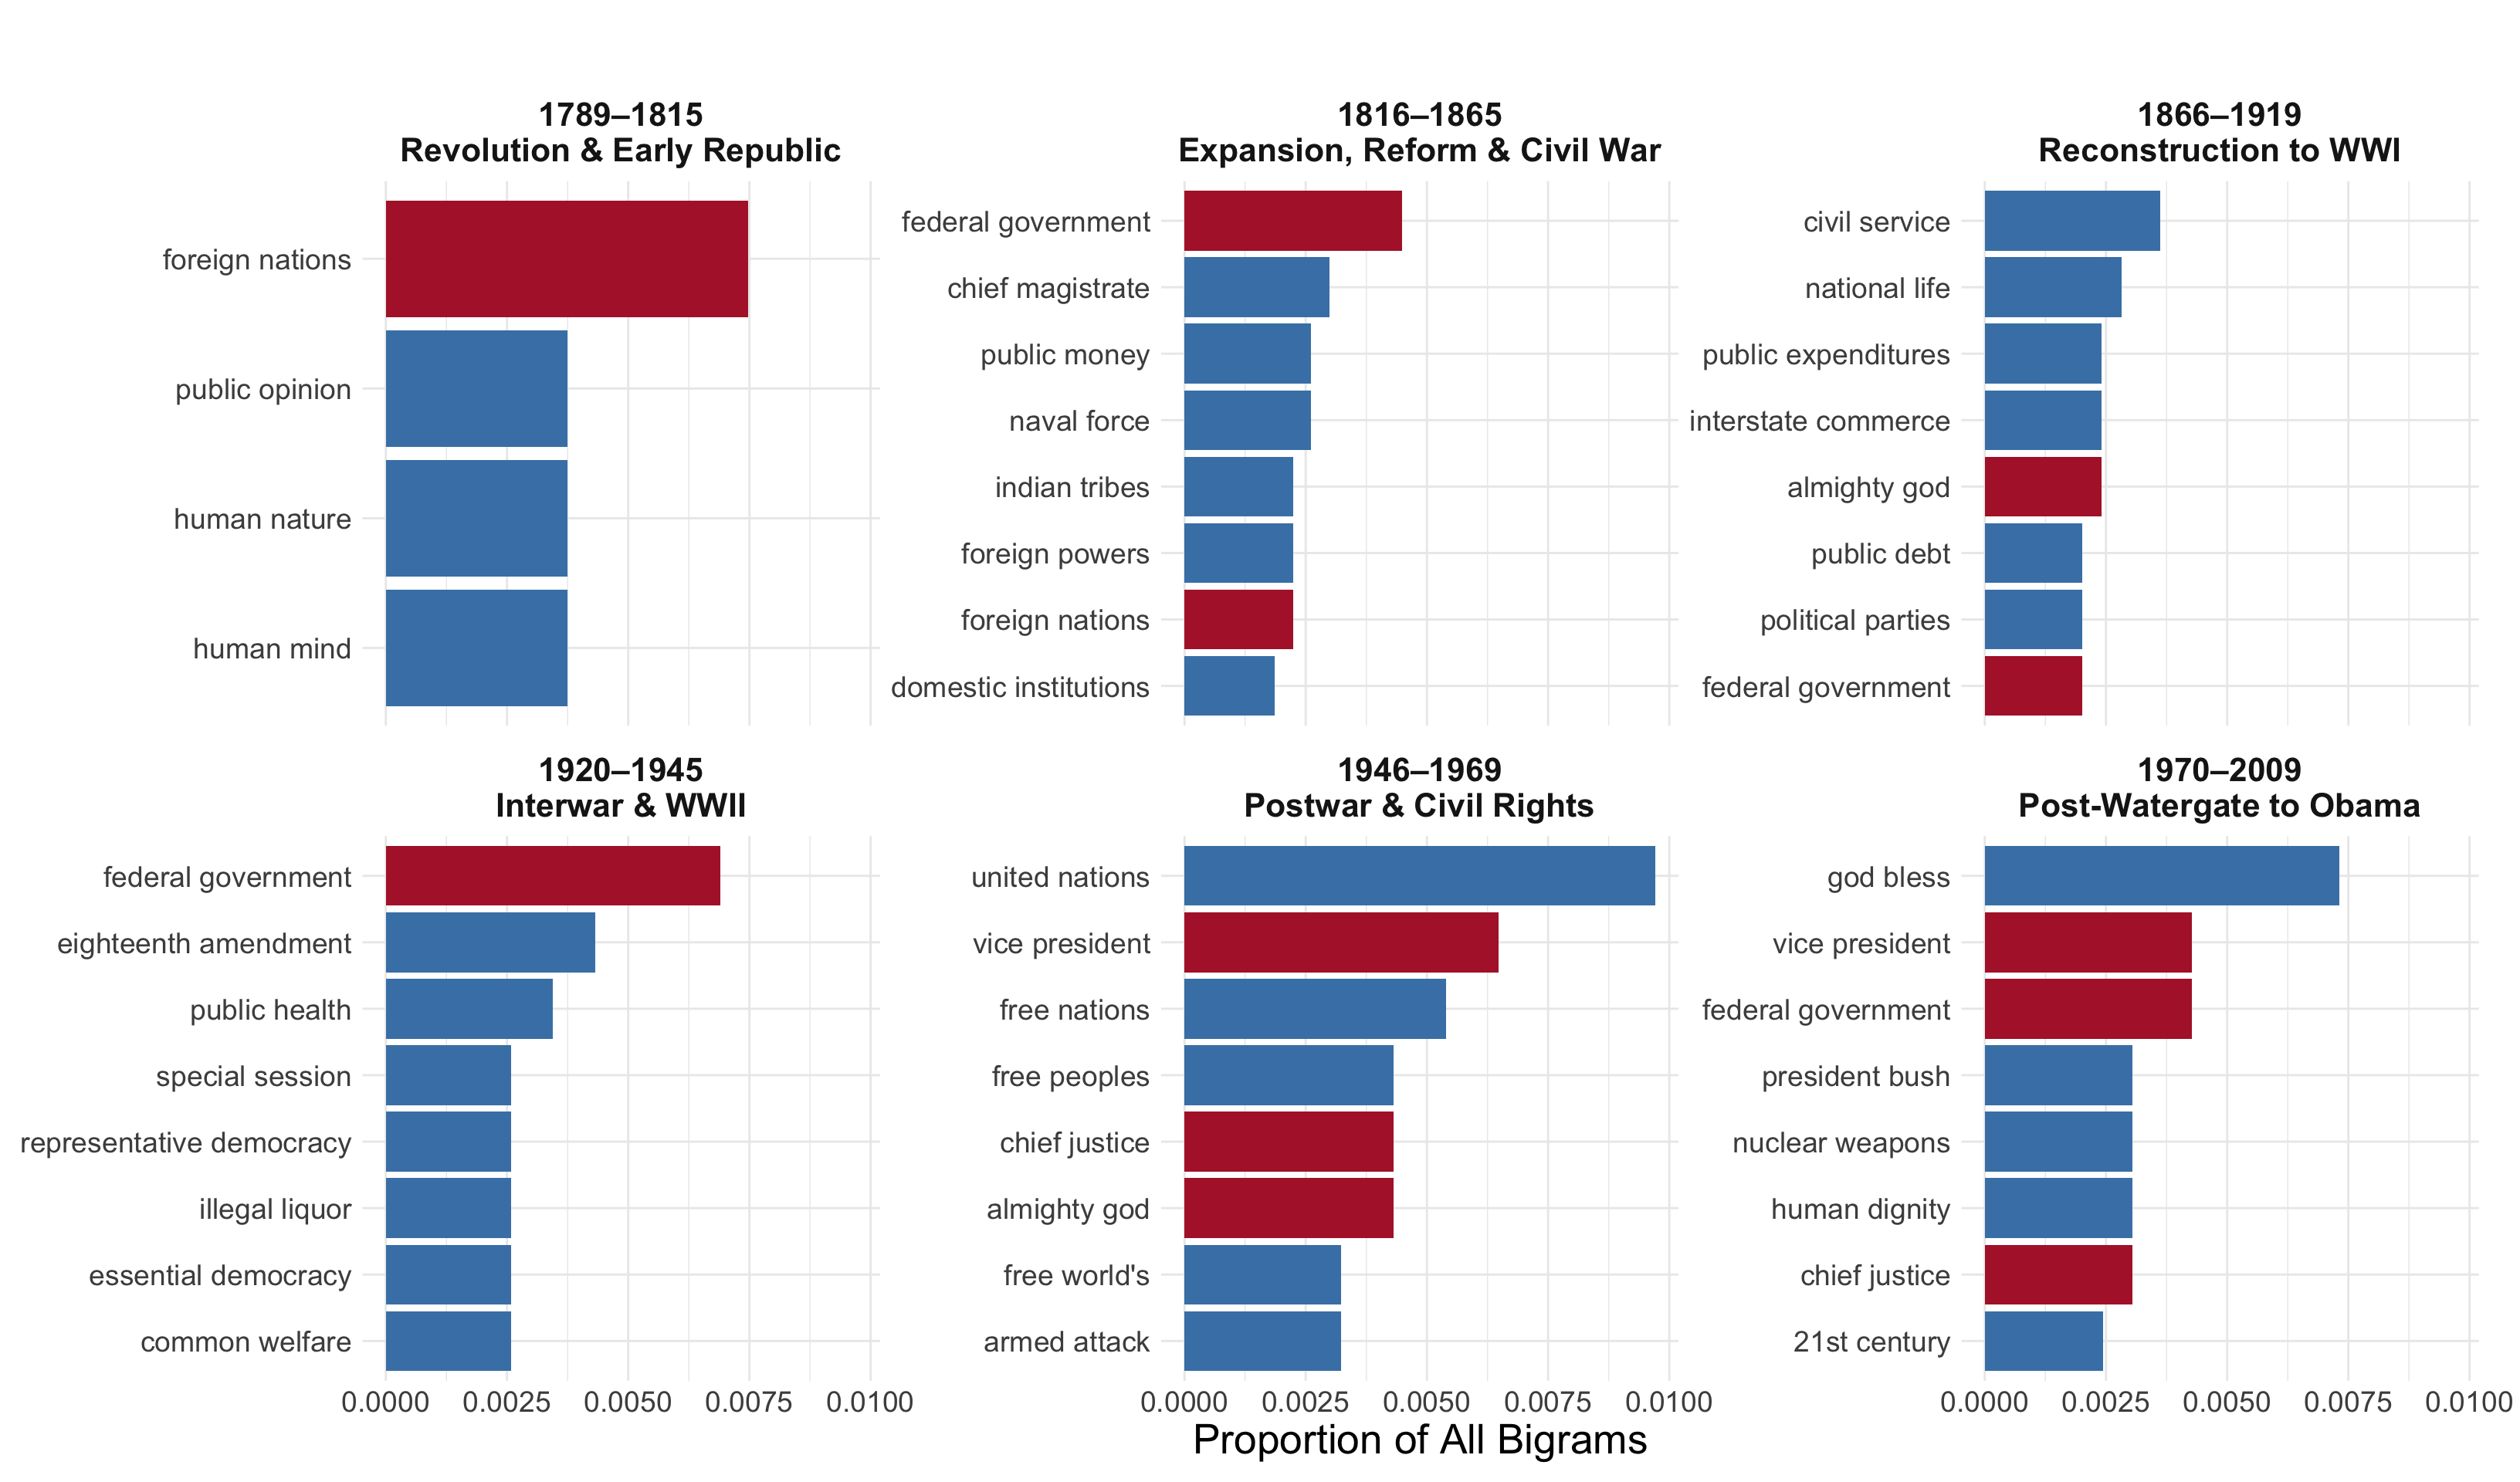 1789–1815
Revolution & Early Republic
foreign nations
public opinion
human nature
human mind
1816–1865
Expansion, Reform & Civil War
federal government
chief magistrate
public money
naval force
indian tribes
foreign powers
foreign nations
domestic institutions
1866–1919
Reconstruction to WWI
civil service
national life
public expenditures
interstate commerce
almighty god
public debt
political parties
federal government
1920–1945
Interwar & WWII
federal government
eighteenth amendment
public health
special session
representative democracy
illegal liquor
essential democracy
common welfare
0.0000 0.0025 0.0050 0.0075 0.0100
1946–1969
Postwar & Civil Rights
united nations
vice president
free nations
free peoples
chief justice
almighty god
free world's
armed attack
0.0000 0.0025 0.0050 0.0075 0.0100
1970–2009
Post-Watergate to Obama
god bless
vice president
federal government
president bush
nuclear weapons
human dignity
chief justice
21st century
0.0000 0.0025 0.0050 0.0075 0.0100
Proportion of All Bigrams